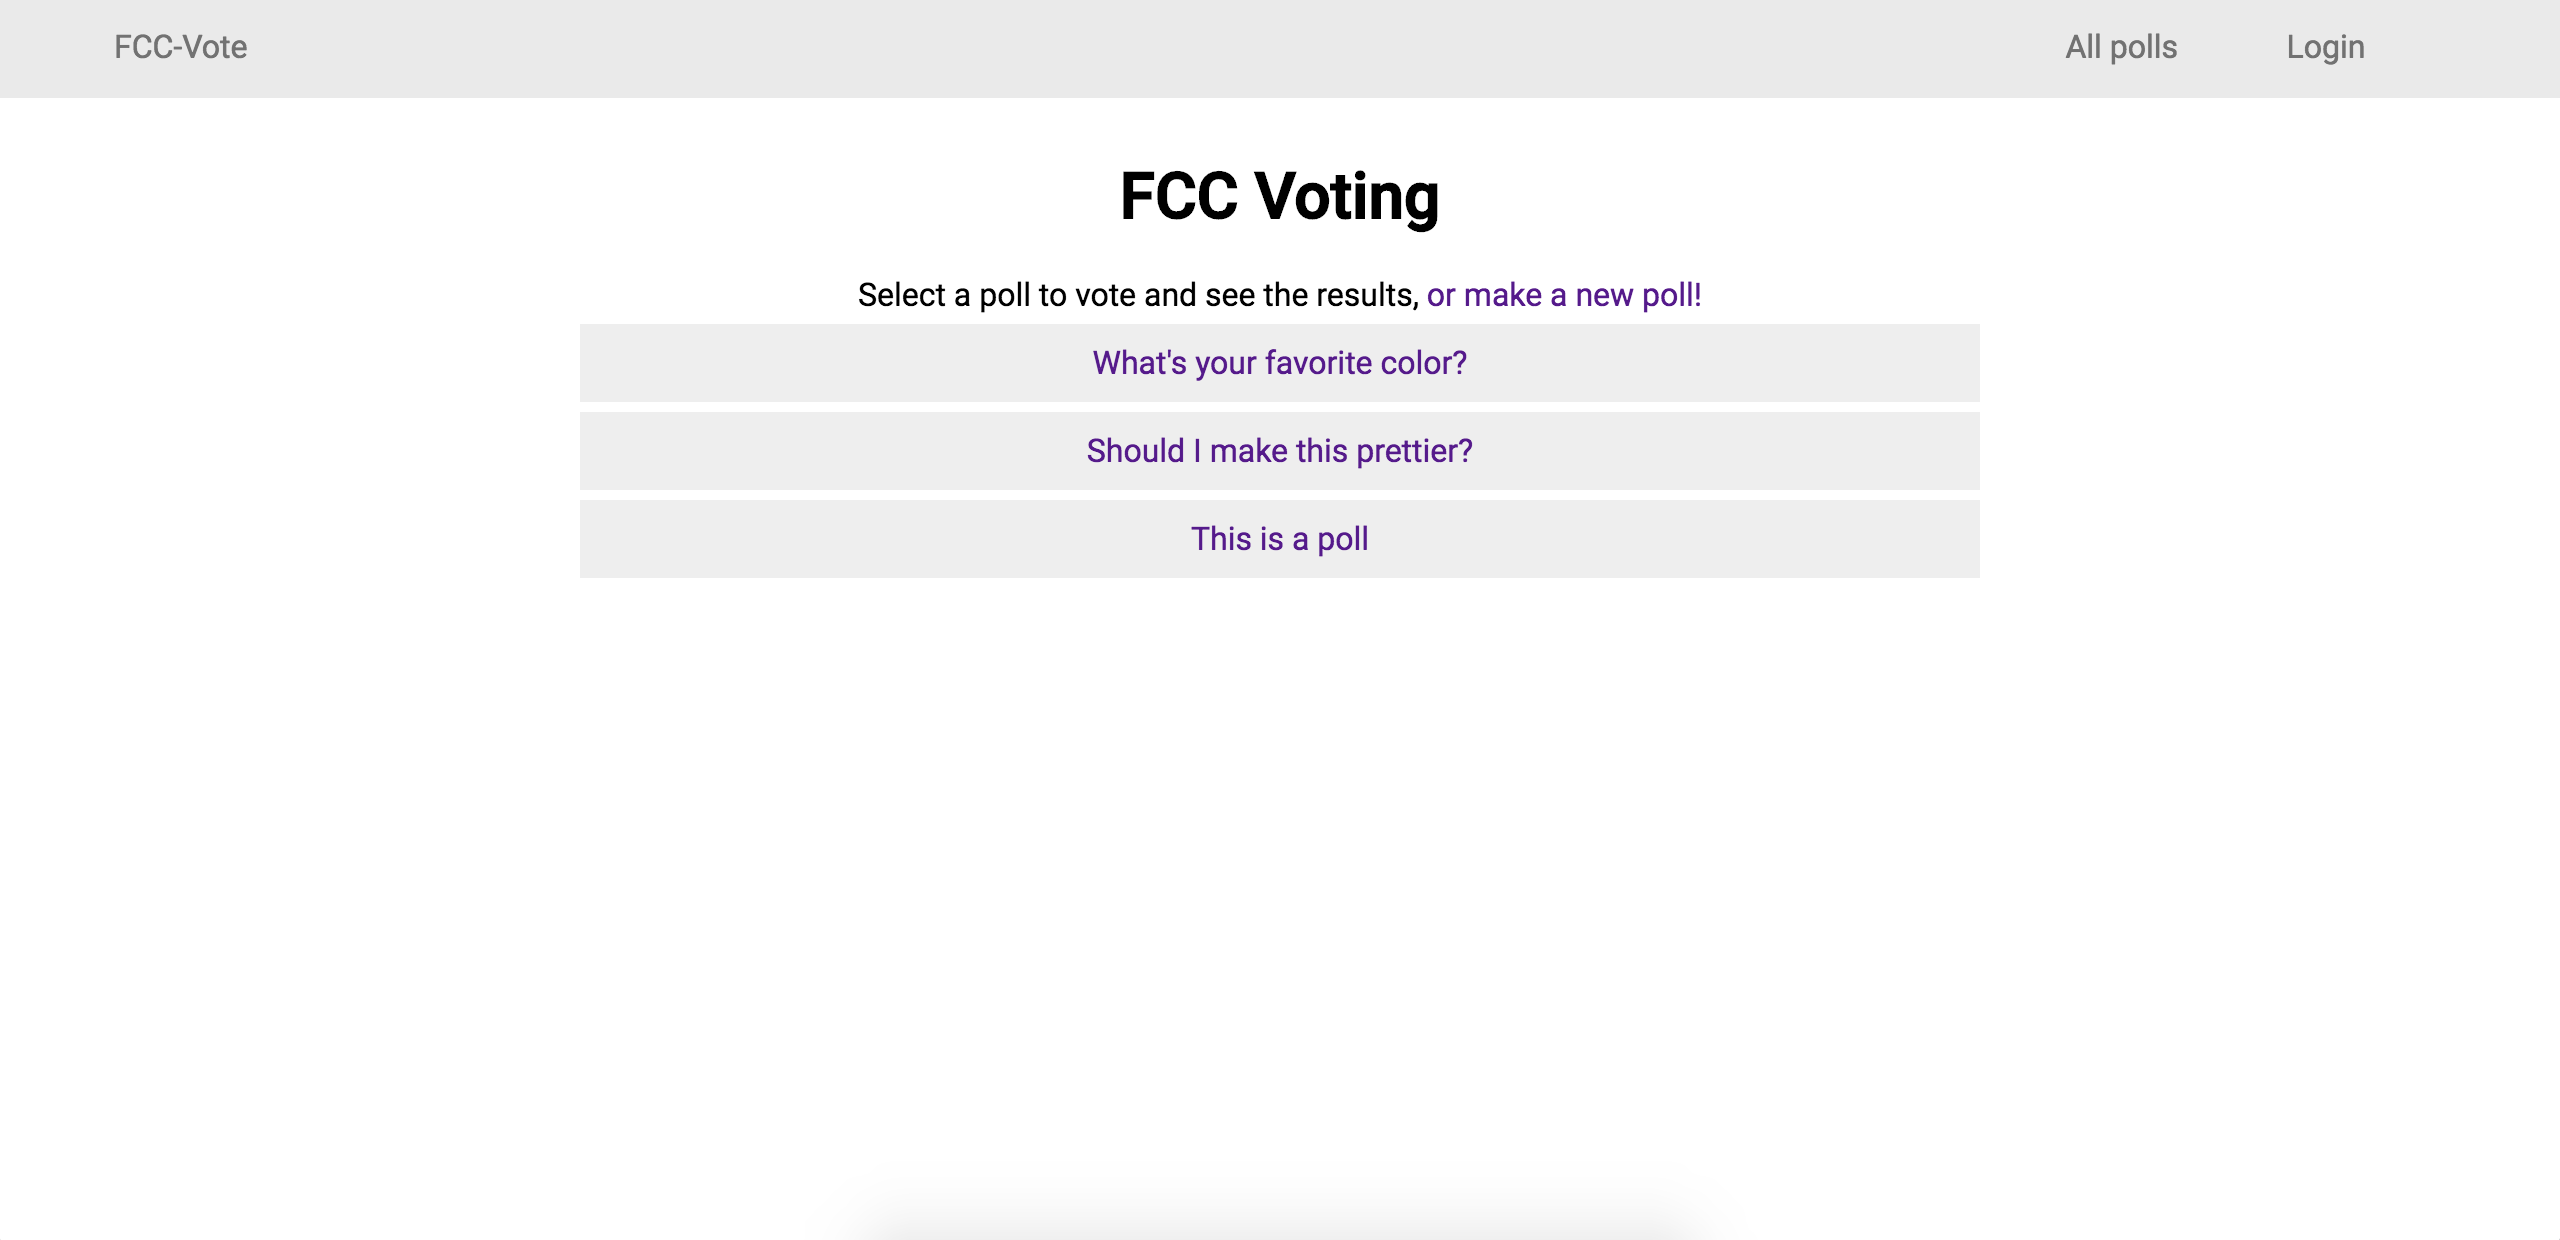 FCC-Vote All polls Login
FCC Voting
Select a poll to vote and see the results, or make a new poll!
What's your favorite color?
Should I make this prettier?
This is a poll